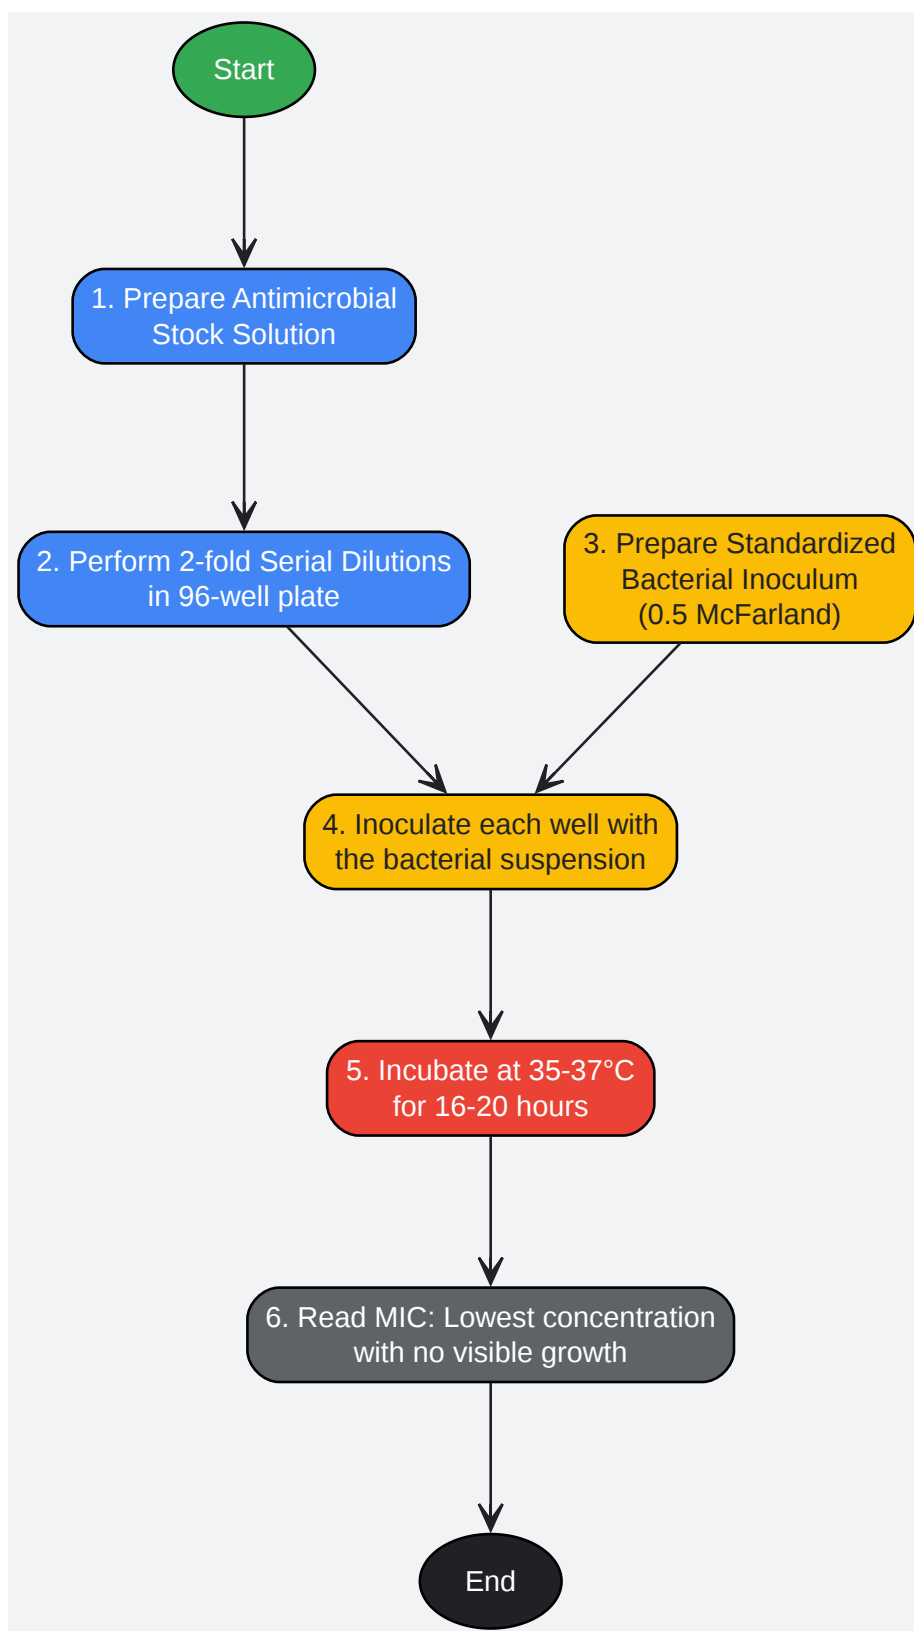 Start
1. Prepare Antimicrobial
Stock Solution
2. Perform 2-fold Serial Dilutions
in 96-well plate
3. Prepare Standardized
Bacterial Inoculum
(0.5 McFarland)
4. Inoculate each well with
the bacterial suspension
5. Incubate at 35-37°C
for 16-20 hours
6. Read MIC: Lowest concentration
with no visible growth
End